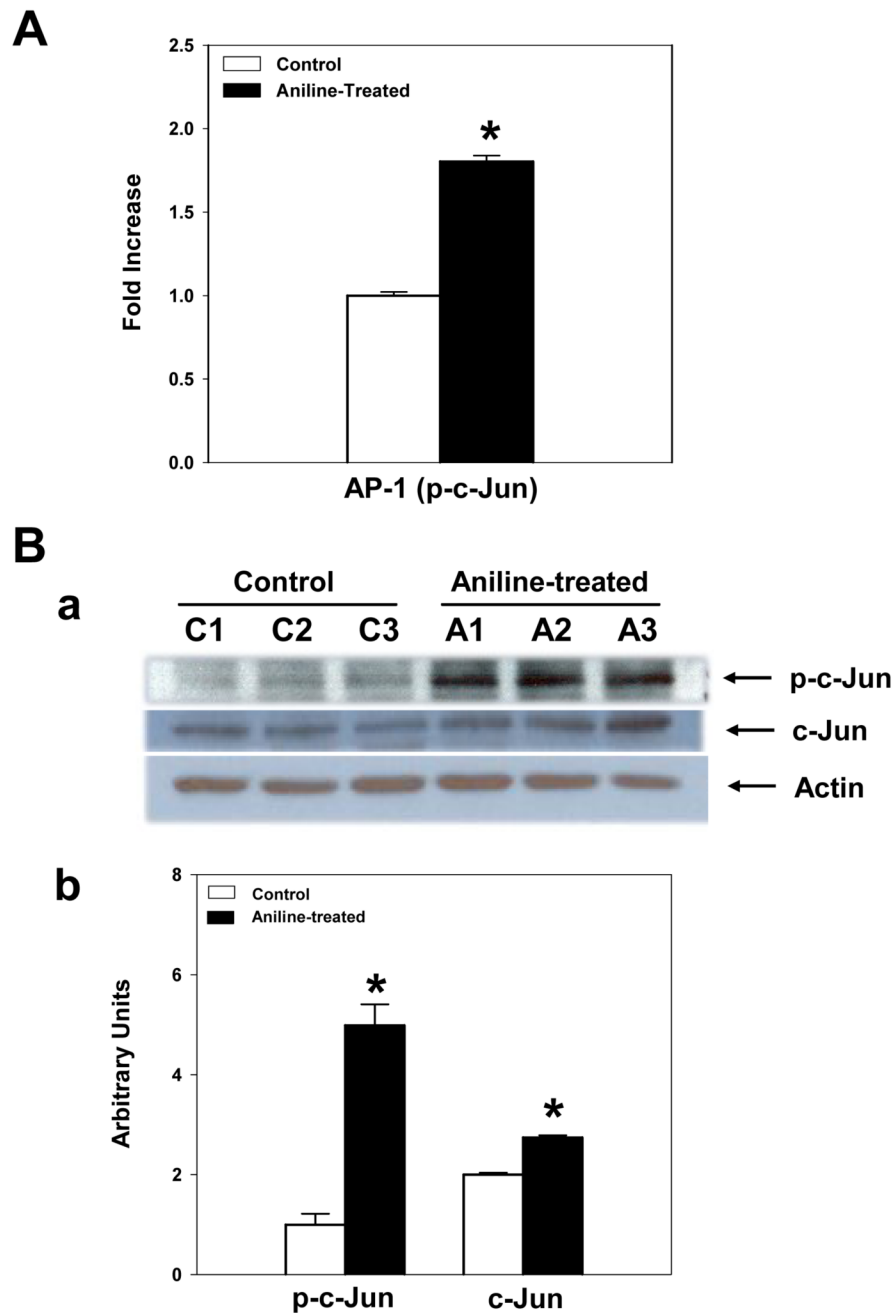 A
2.5
Control
Aniline-Treated
2.0
*
1.5
1.0
0.5
0.0
Fold Increase
AP-1 (p-c-Jun)
B
a
Control Aniline-treated
C1 C2 C3 A1 A2 A3
p-c-Jun
c-Jun
Actin
b
8
Control
Aniline-treated
6
*
4
*
2
0
Arbitrary Units
p-c-Jun c-Jun